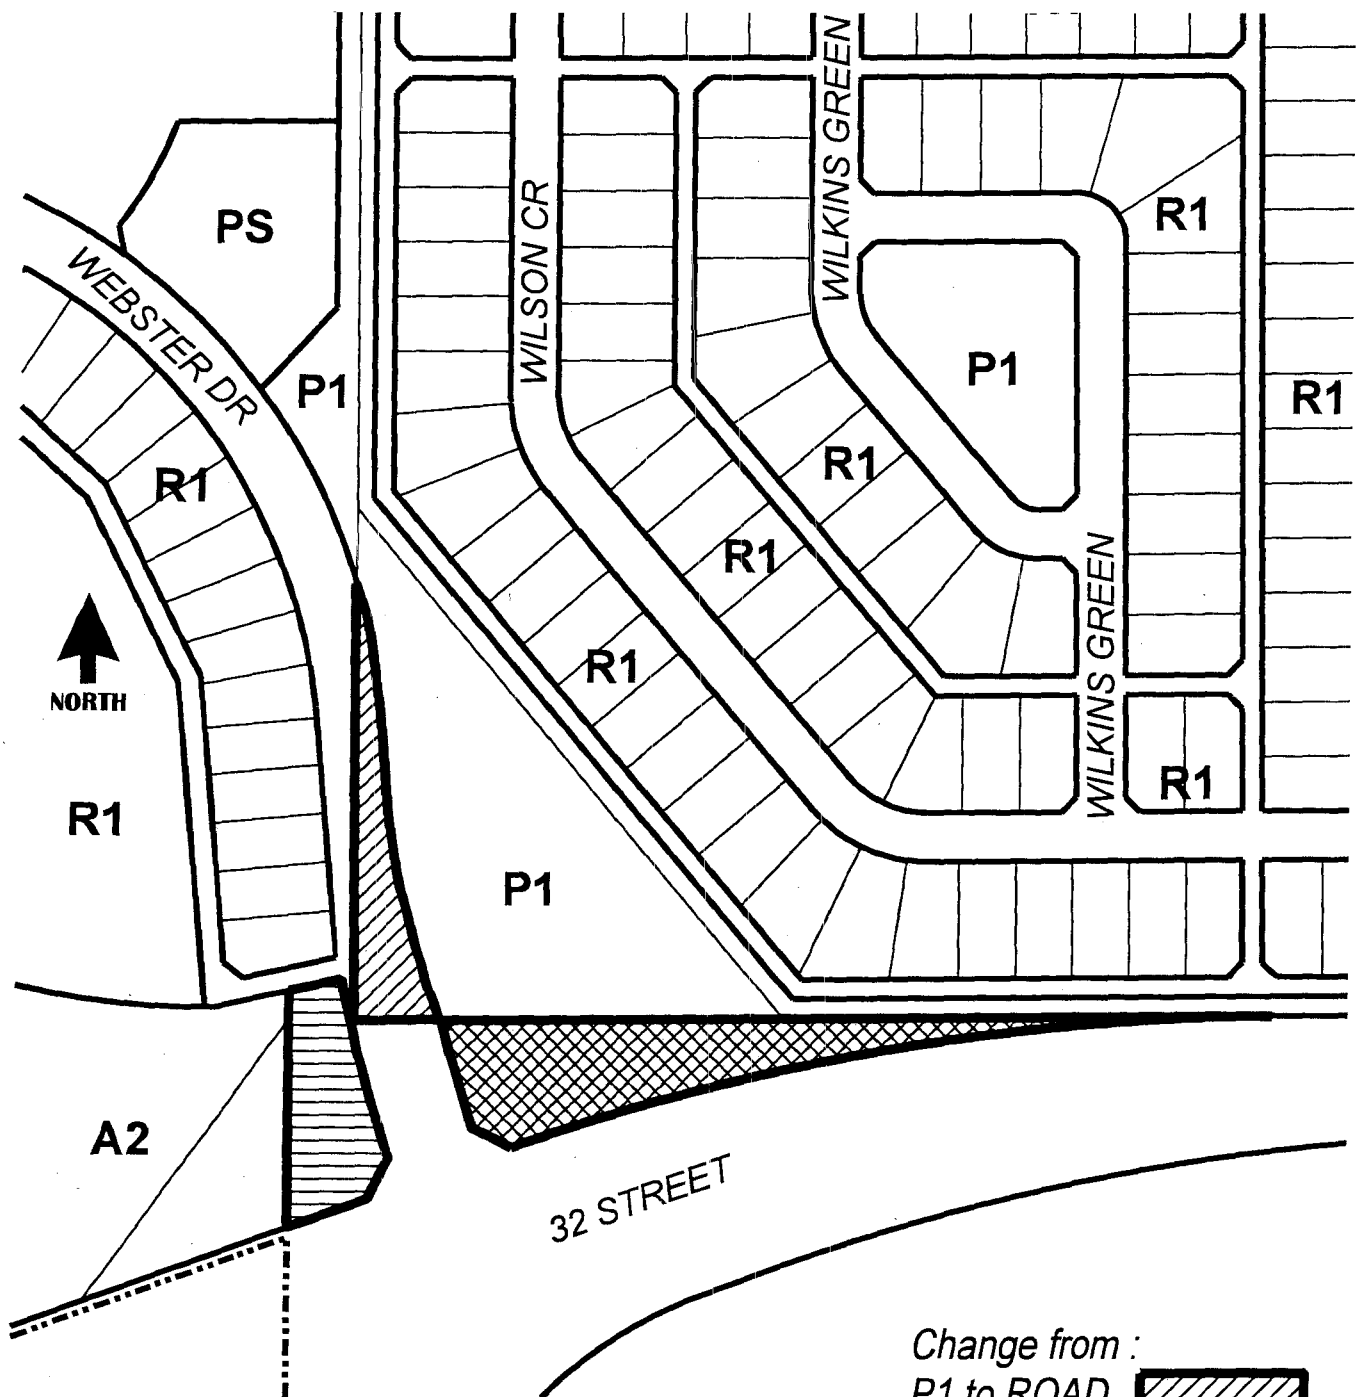 WILKINS GREEN
WILSON CR
PS
R1
WEBSTER DR
P1
P1
R1
R1
R1
R1
R1
WILKINS GREEN
NORTH
R1
R1
P1
A2
32 STREET
Change from :
P1 to ROAD